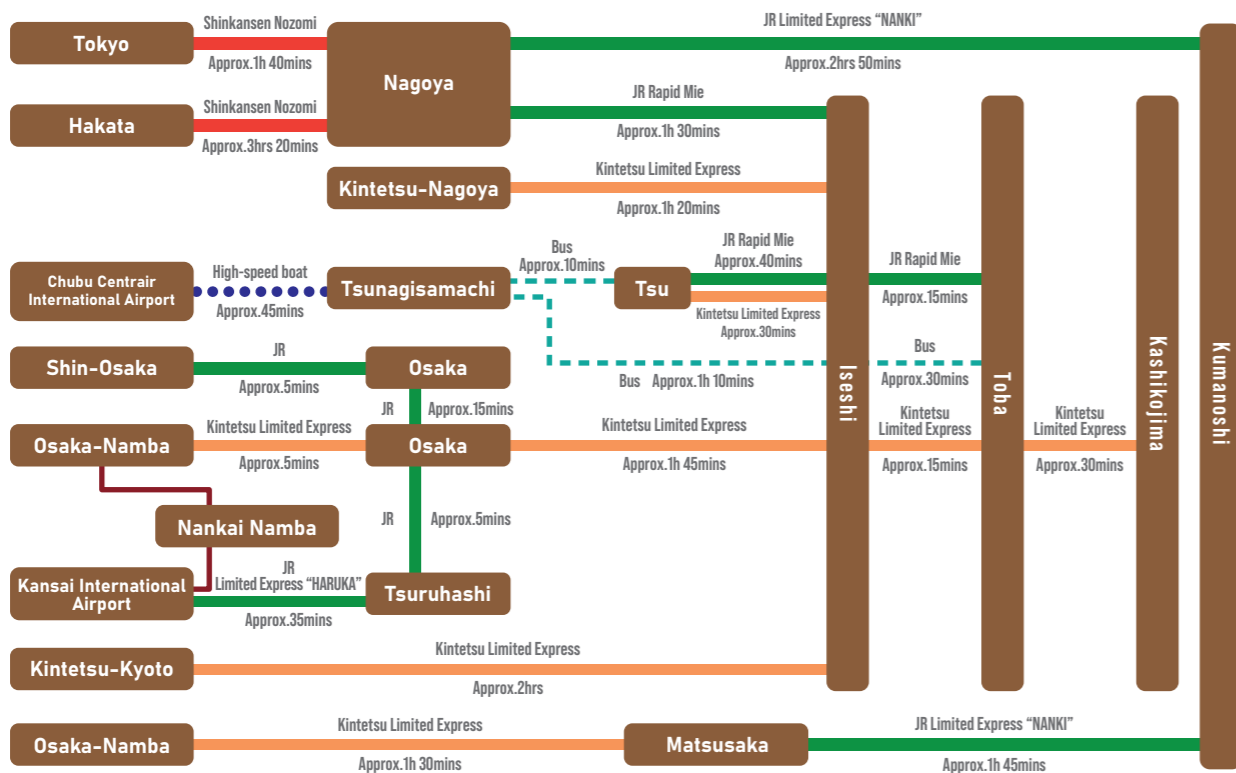 Shinkansen Nozomi
Tokyo
Approx.1h 40mins
Nagoya
JR Limited Express “NANKI”
Approx.2hrs 50mins
Shinkansen Nozomi
Hakata
Approx.3hrs 20mins
JR Rapid Mie
Approx.1h 30mins
Kintetsu-Nagoya
Kintetsu Limited Express
Approx.1h 20mins
Chubu Centrair
International Airport
High-speed boat
Approx.45mins
Tsunagisamachi
Bus
Approx.10mins
Tsu
JR Rapid Mie
Approx.40mins
Kintetsu Limited Express
Approx.30mins
JR Rapid Mie
Approx.15mins
Bus Approx.1h 10mins
Bus
Approx.30mins
Shin-Osaka
JR
Approx.5mins
Osaka
JR
Approx.15mins
Osaka-Namba
Kintetsu Limited Express
Approx.5mins
Osaka
Kintetsu Limited Express
Approx.1h 45mins
Iseshi
Kintetsu
Limited Express
Approx.15mins
Toba
Kintetsu
Limited Express
Approx.30mins
Kashikojima
Kumanoshi
JR
Approx.5mins
Nankai Namba
Kansai International
Airport
JR
Limited Express “HARUKA”
Approx.35mins
Tsuruhashi
Kintetsu-Kyoto
Kintetsu Limited Express
Approx.2hrs
Osaka-Namba
Kintetsu Limited Express
Approx.1h 30mins
Matsusaka
JR Limited Express “NANKI”
Approx.1h 45mins